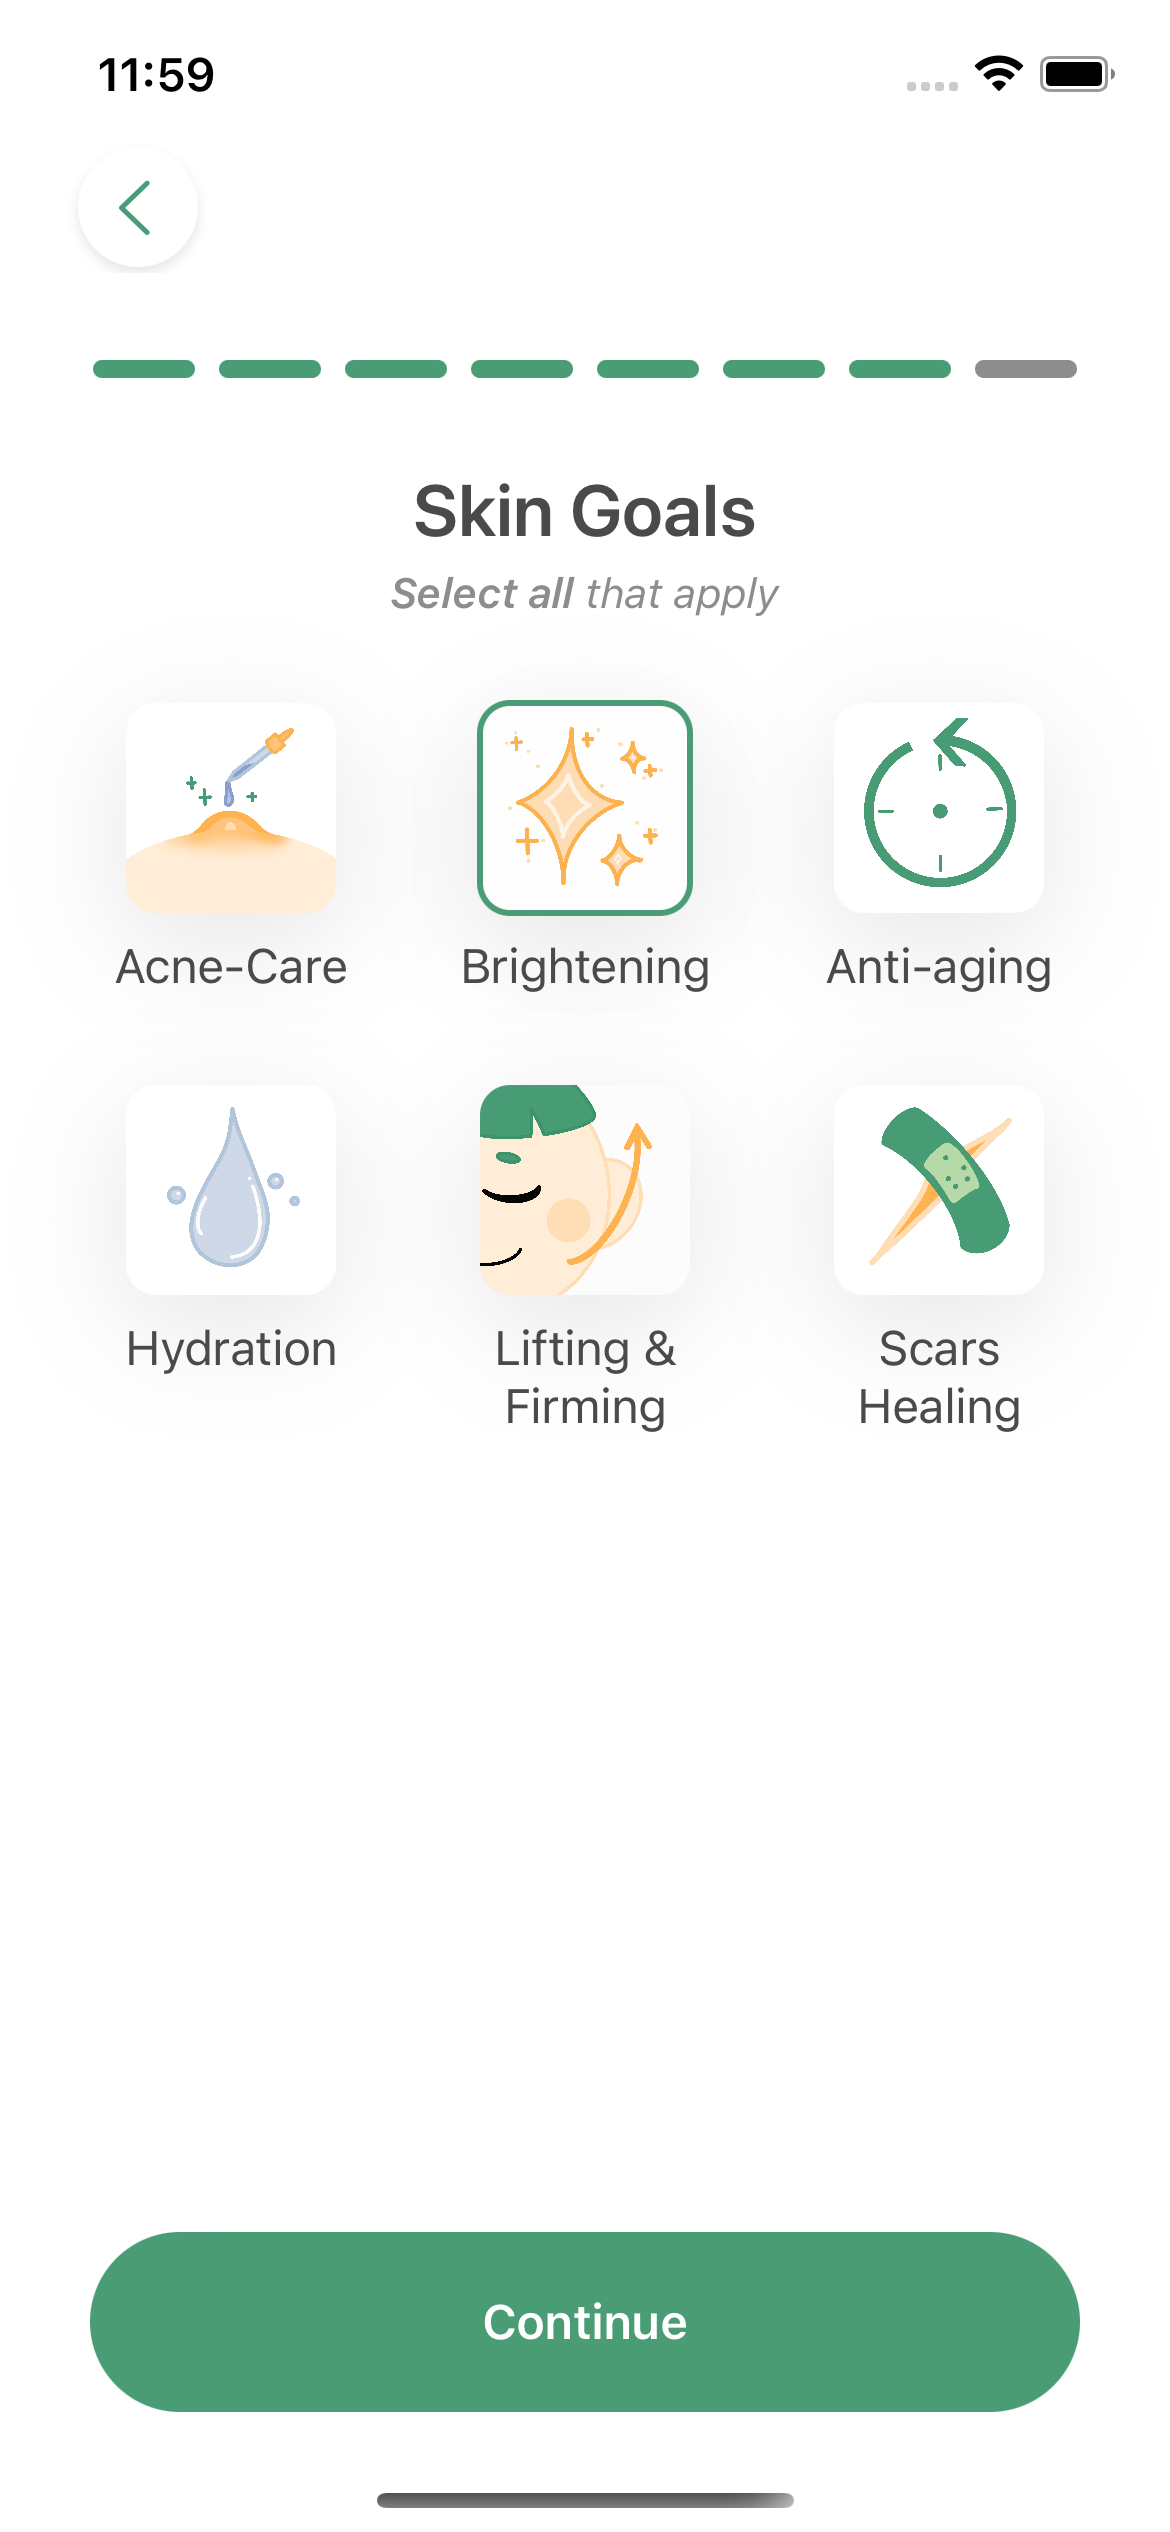 11:59
Skin Goals
Select all that apply
Acne-Care
Brightening
Anti-aging
Hydration
Lifting &
Firming
Scars
Healing
Continue